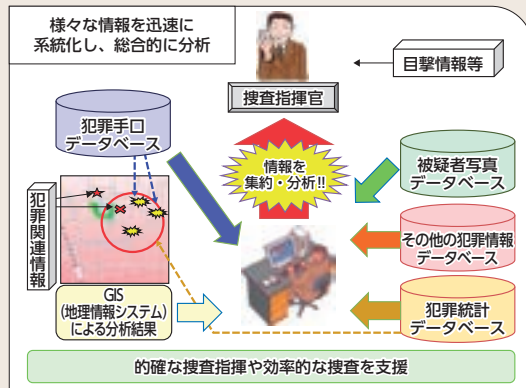 様々な情報を迅速に
系統化し、総合的に分析
目撃情報等
捜査指揮官
犯罪手口
データベース
情報を
集約・分析!!
被疑者写真
データベース
犯罪関連情報
その他の犯罪情報
データベース
GIS
(地理情報システム)
による分析結果
犯罪統計
データベース
的確な捜査指揮や効率的な捜査を支援